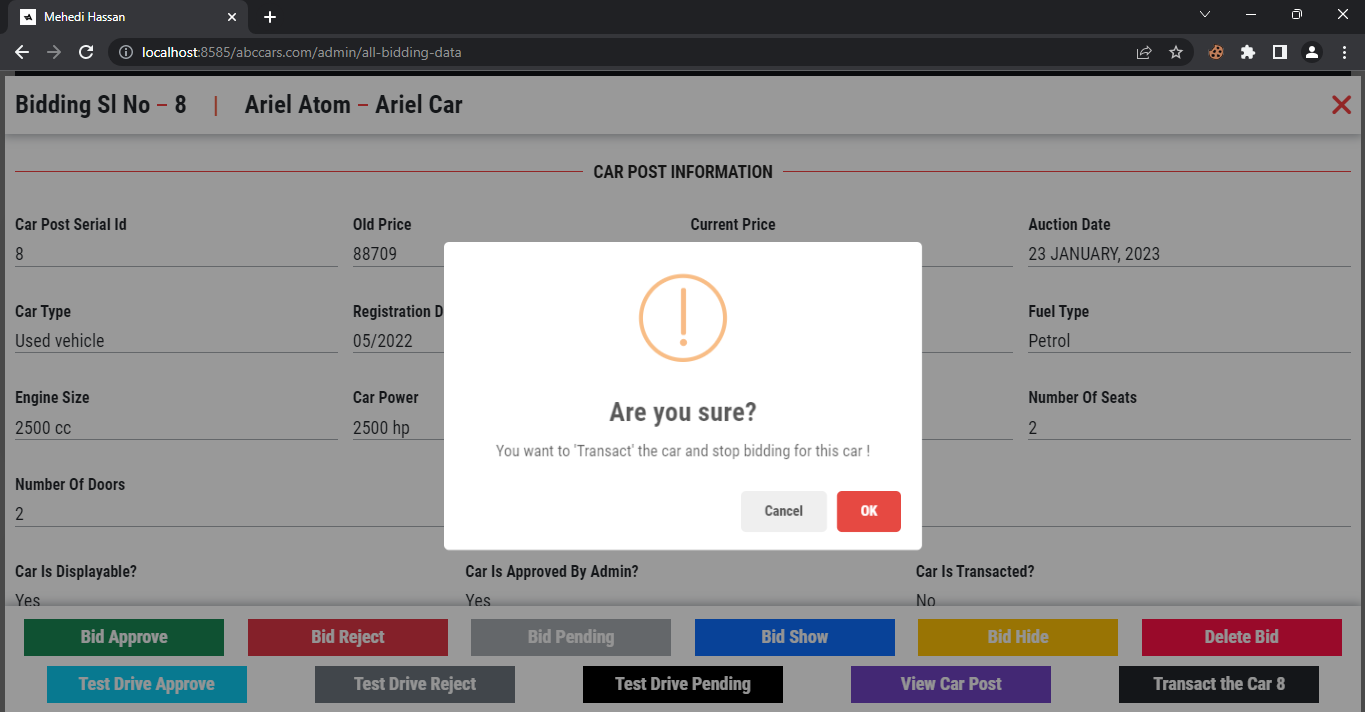 Mehedi Hassan
localhost:8585/abccars.com/admin/all-bidding-data
Bidding Sl No – 8 | Ariel Atom – Ariel Car
CAR POST INFORMATION
Car Post Serial Id Old Price Current Price Auction Date
8 88709 23 JANUARY, 2023
Car Type Registration D Fuel Type
Used vehicle 05/2022 Petrol
Engine Size Car Power Number Of Seats
2500 cc 2500 hp 2
Number Of Doors
2
Are you sure?
You want to 'Transact' the car and stop bidding for this car !
Cancel OK
Car Is Displayable? Car Is Approved By Admin? Car Is Transacted?
Yes Yes No
Bid Approve Bid Reject Bid Pending Bid Show Bid Hide Delete Bid
Test Drive Approve Test Drive Reject Test Drive Pending View Car Post Transact the Car 8